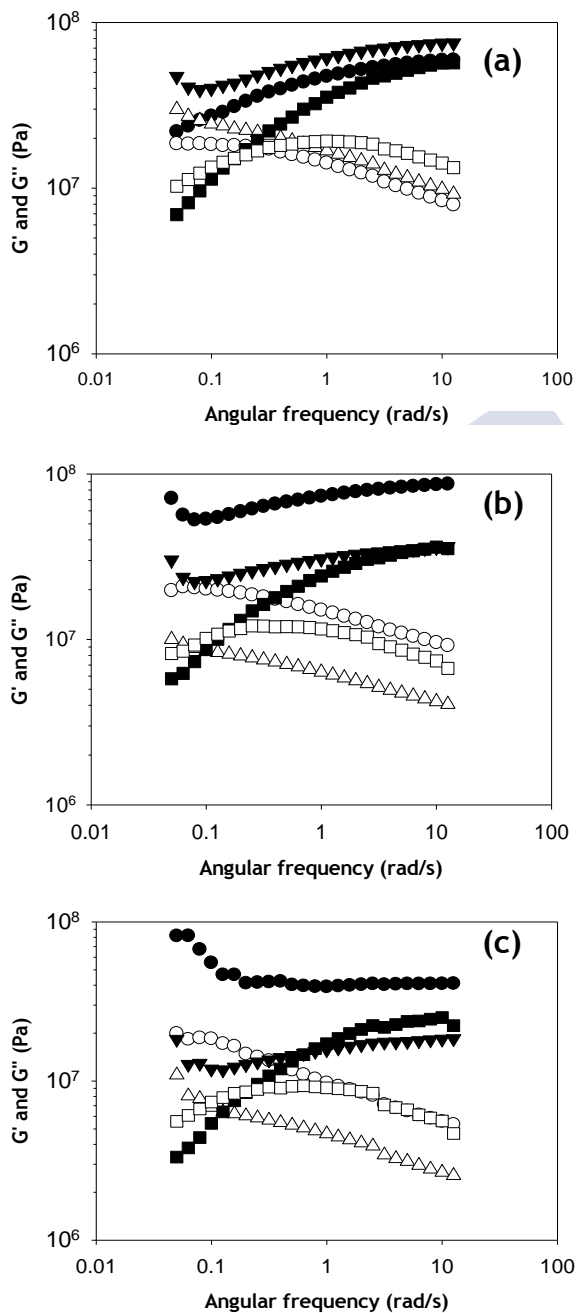 10⁸
(a)
G' and G" (Pa)
10⁷
10⁶
0.01 0.1 1 10 100
Angular frequency (rad/s)
10⁸
(b)
G' and G" (Pa)
10⁷
10⁶
0.01 0.1 1 10 100
Angular frequency (rad/s)
10⁸
(c)
G' and G" (Pa)
10⁷
10⁶
0.01 0.1 1 10 100
Angular frequency (rad/s)